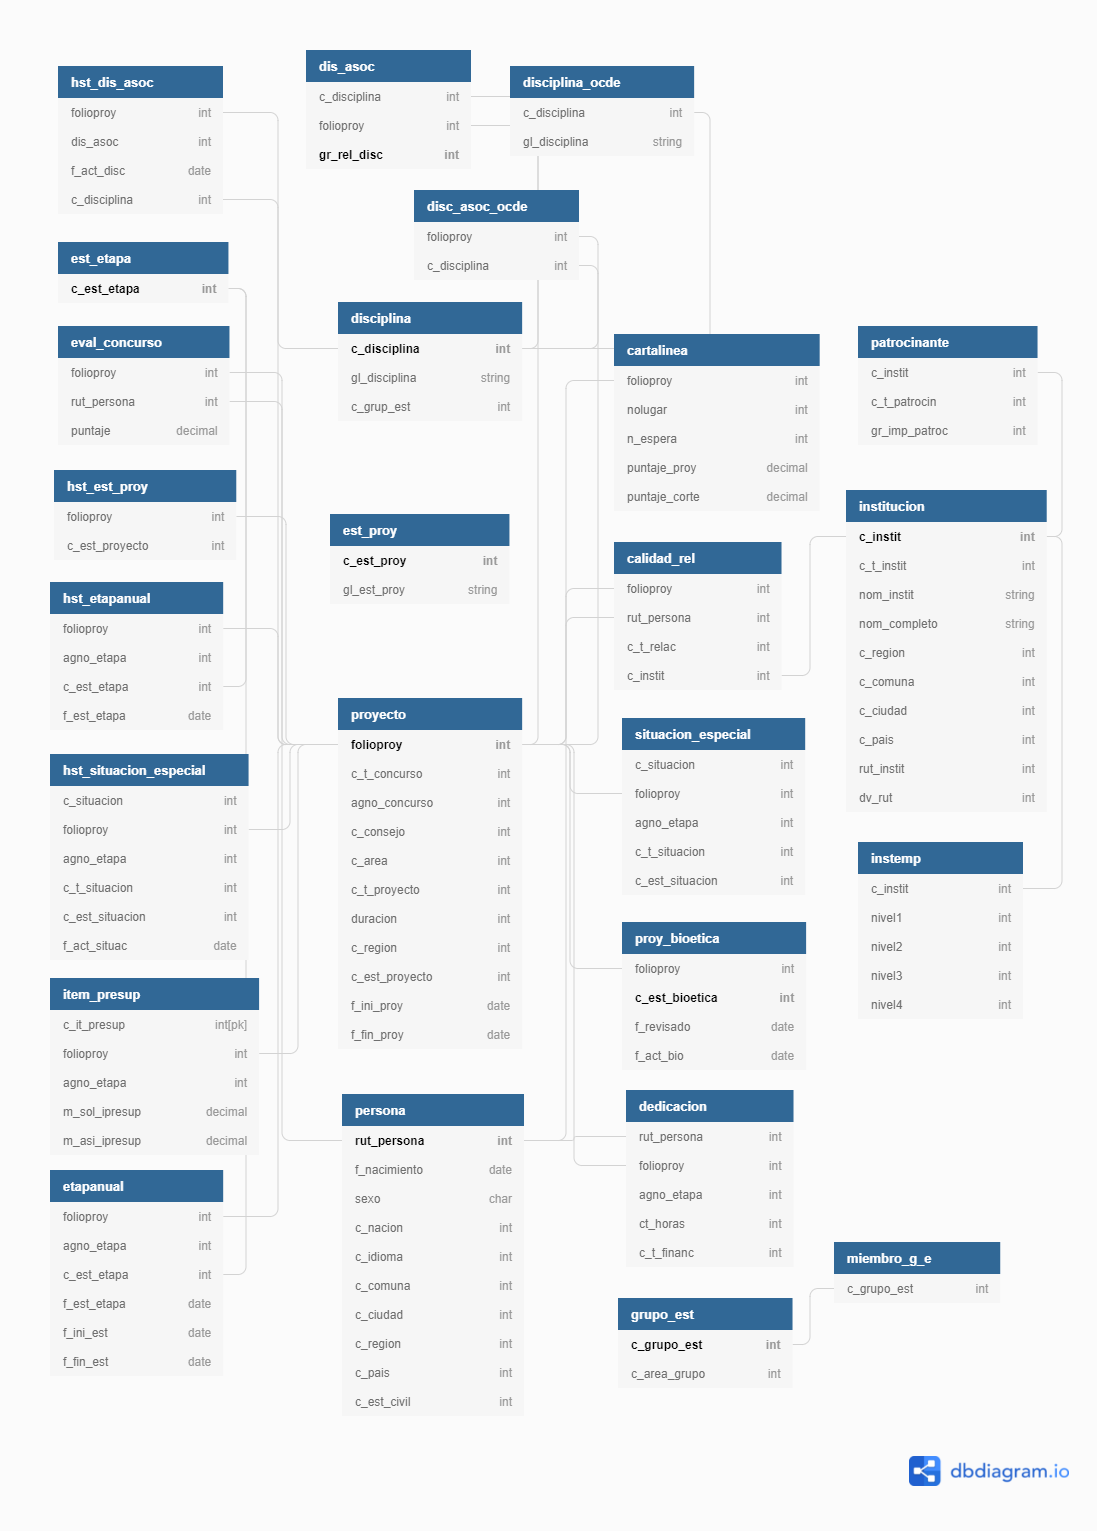 hst_dis_asoc
folioproy int
dis_asoc int
f_act_disc date
c_disciplina int
dis_asoc
c_disciplina int
folioproy int
gr_rel_disc int
disciplina_ocde
c_disciplina int
gl_disciplina string
disc_asoc_ocde
folioproy int
c_disciplina int
est_etapa
c_est_etapa int
disciplina
c_disciplina int
gl_disciplina string
c_grup_est int
eval_concurso
folioproy int
rut_persona int
puntaje decimal
cartalinea
folioproy int
nolugar int
n_espera int
puntaje_proy decimal
puntaje_corte decimal
patrocinante
c_instit int
c_t_patrocin int
gr_imp_patroc int
hst_est_proy
folioproy int
c_est_proyecto int
est_proy
c_est_proy int
gl_est_proy string
institucion
c_instit int
c_t_instit int
nom_instit string
nom_completo string
c_region int
c_comuna int
c_ciudad int
c_pais int
rut_instit int
dv_rut int
calidad_rel
folioproy int
rut_persona int
c_t_relac int
c_instit int
hst_etapanual
folioproy int
agno_etapa int
c_est_etapa int
f_est_etapa date
proyecto
folioproy int
c_t_concurso int
agno_concurso int
c_consejo int
c_area int
c_t_proyecto int
duracion int
c_region int
c_est_proyecto int
f_ini_proy date
f_fin_proy date
situacion_especial
c_situacion int
folioproy int
agno_etapa int
c_t_situacion int
c_est_situacion int
hst_situacion_especial
c_situacion int
folioproy int
agno_etapa int
c_t_situacion int
c_est_situacion int
f_act_situac date
instemp
c_instit int
nivel1 int
nivel2 int
nivel3 int
nivel4 int
proy_bioetica
folioproy int
c_est_bioetica int
f_revisado date
f_act_bio date
item_presup
c_it_presup int[pk]
folioproy int
agno_etapa int
m_sol_ipresup decimal
m_asi_ipresup decimal
persona
rut_persona int
f_nacimiento date
sexo char
c_nacion int
c_idioma int
c_comuna int
c_ciudad int
c_region int
c_pais int
c_est_civil int
dedicacion
rut_persona int
folioproy int
agno_etapa int
ct_horas int
c_t_financ int
etapanual
folioproy int
agno_etapa int
c_est_etapa int
f_est_etapa date
f_ini_est date
f_fin_est date
miembro_g_e
c_grupo_est int
grupo_est
c_grupo_est int
c_area_grupo int
dbdiagram.io